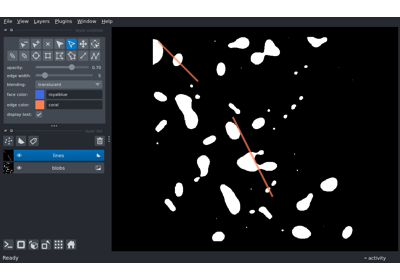 File View Layers Plugins Window Help
opacity: 0.70
edge width: 5
blending: translucent
face color: royalblue
edge color: coral
display text: ✓
lines
blobs
Ready
activity